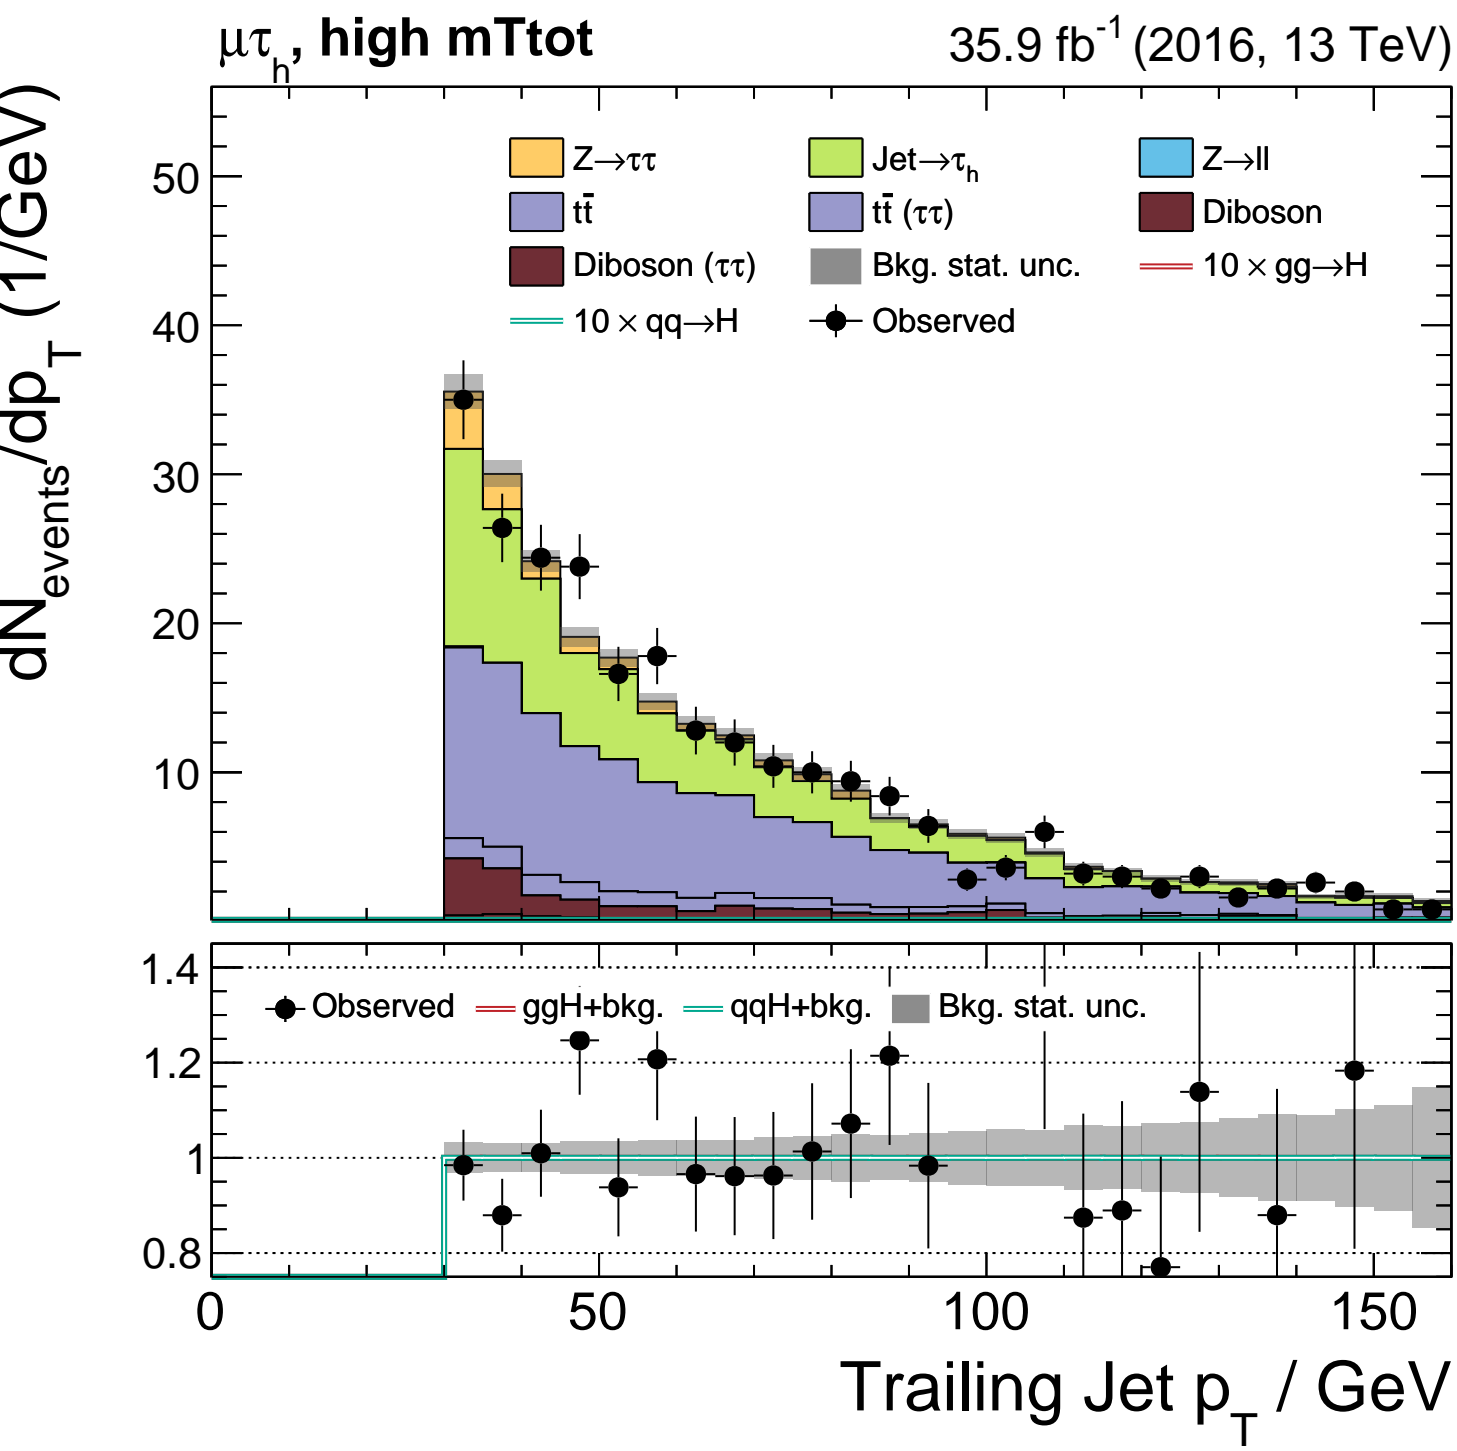 μτh, high mTtot
35.9 fb-1 (2016, 13 TeV)
dNevents/dpT (1/GeV)
50
40
30
20
10
Z→ττ
Jet→τh
Z→ll
tt̄
tt̄ (ττ)
Diboson
Diboson (ττ)
Bkg. stat. unc.
10 × gg→H
10 × qq→H
Observed
1.4
1.2
1
0.8
Observed
ggH+bkg.
qqH+bkg.
Bkg. stat. unc.
0
50
100
150
Trailing Jet pT / GeV